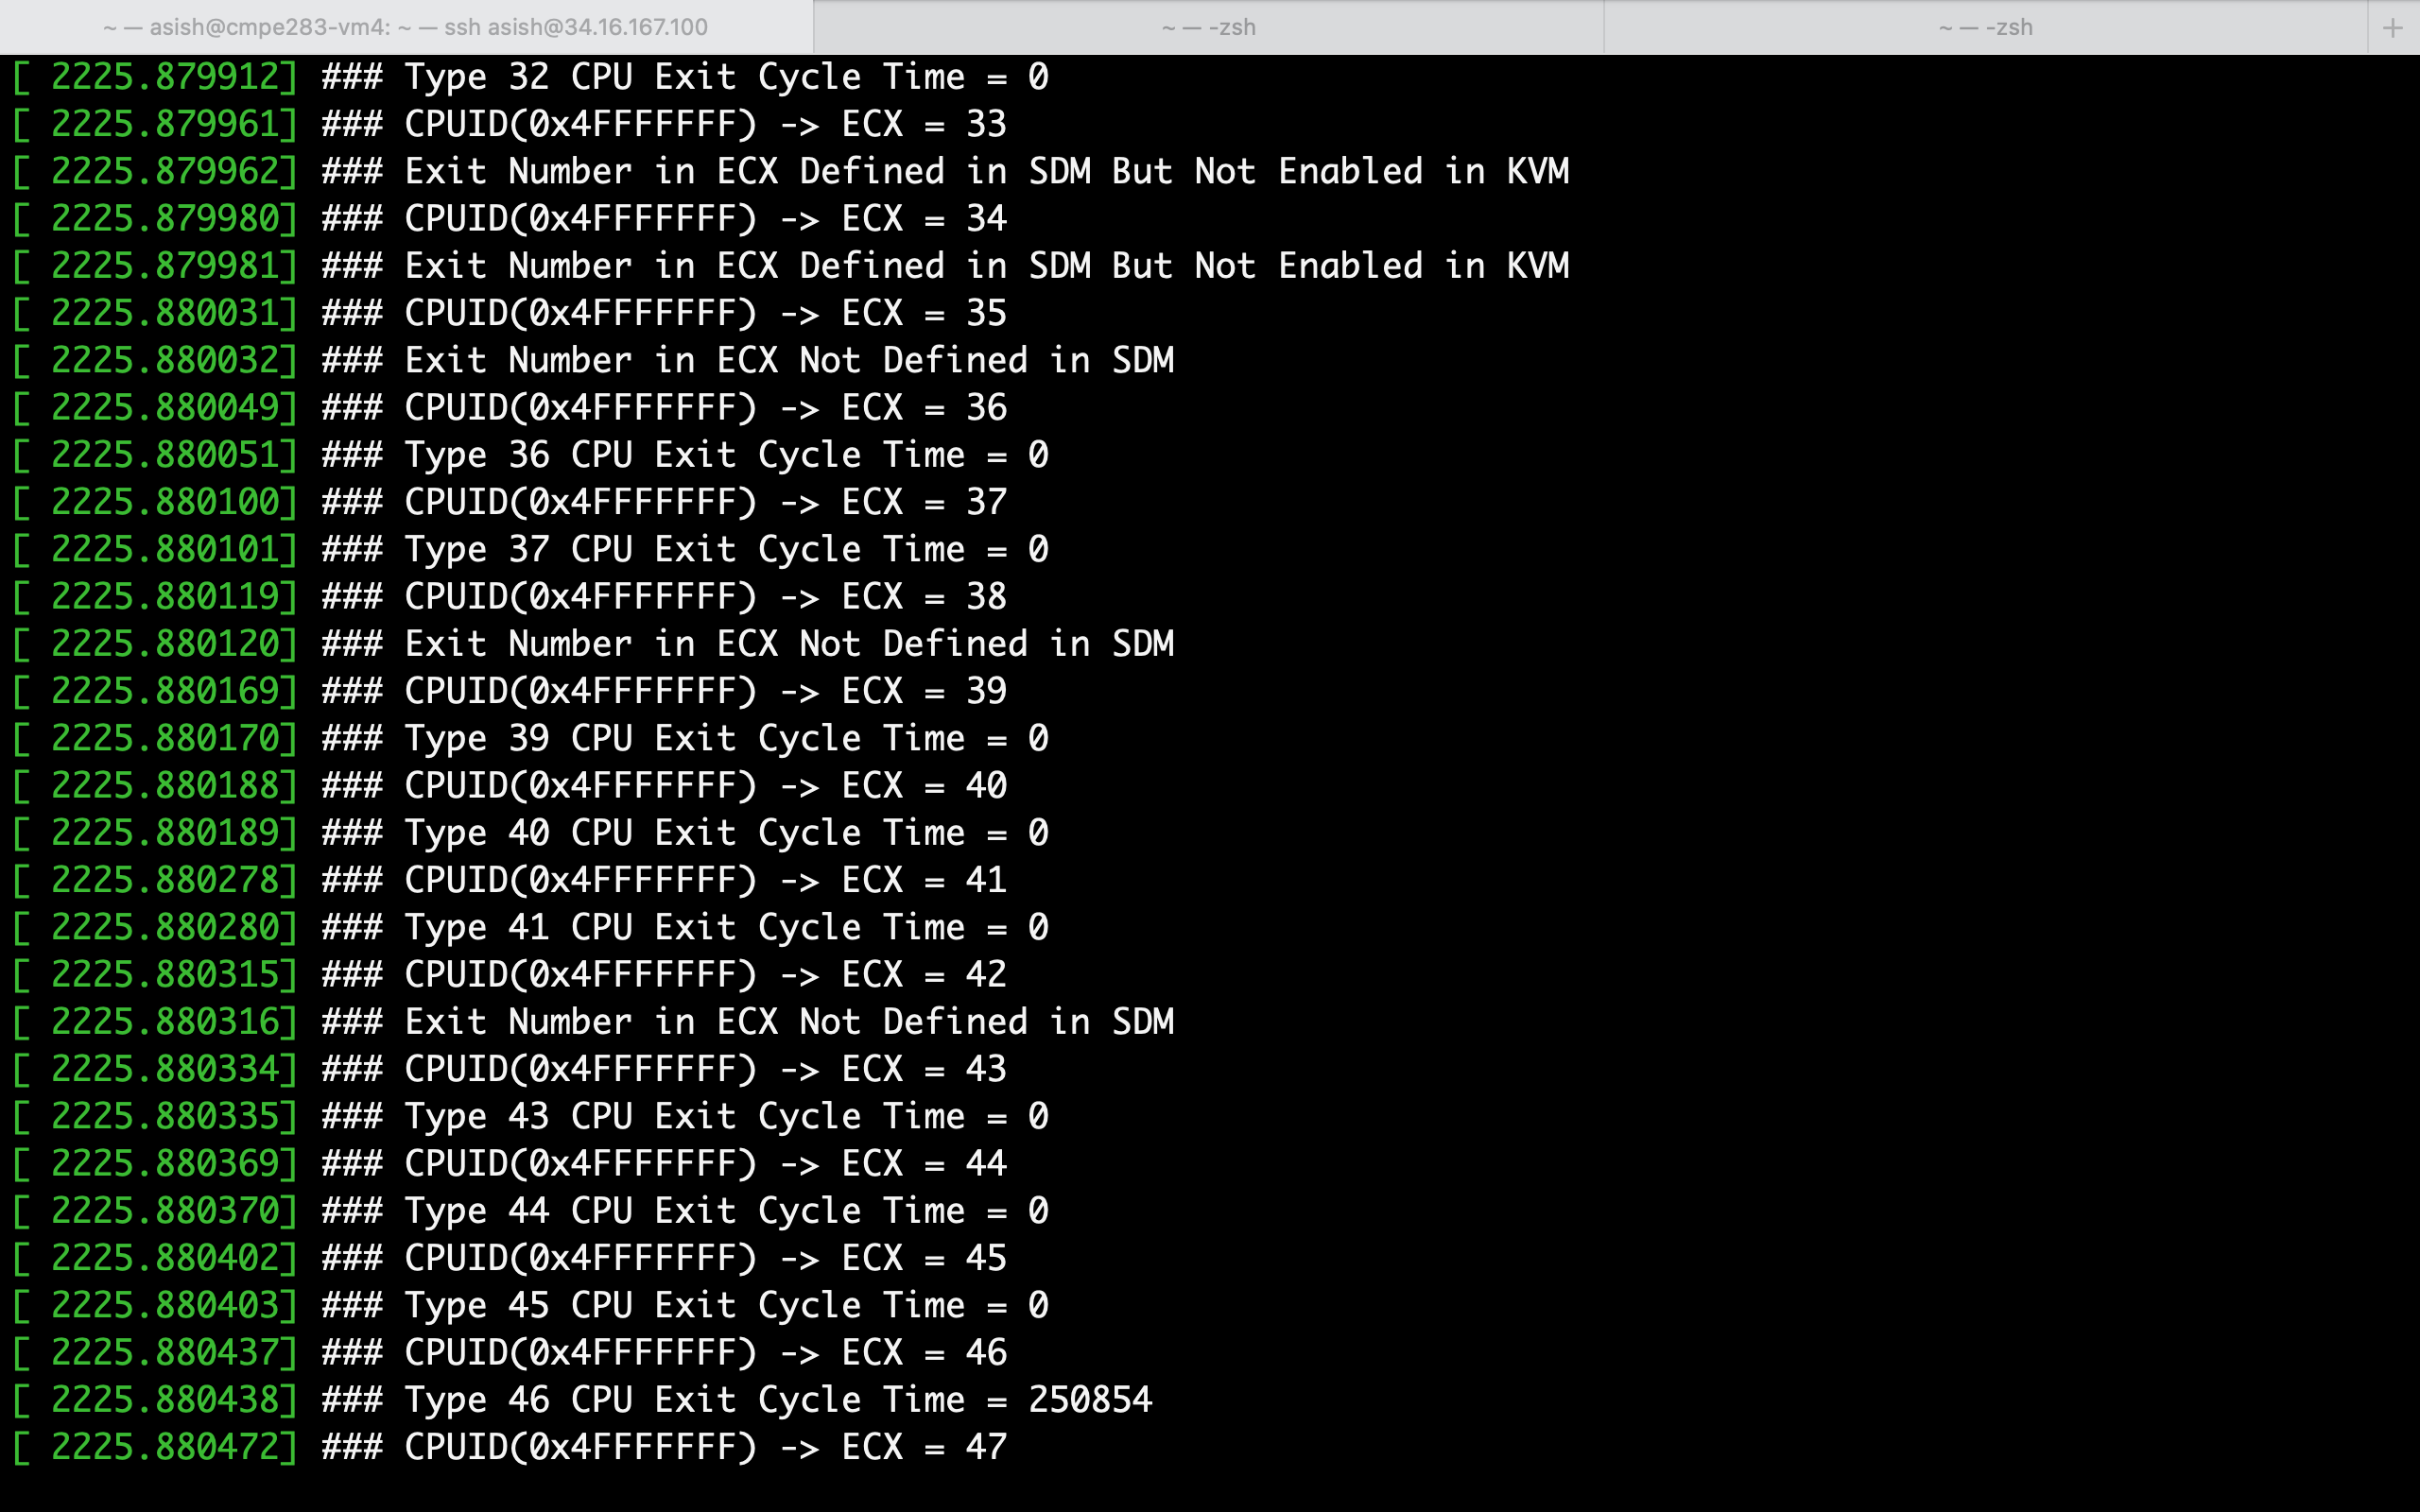 ~ — asish@cmpe283-vm4: ~ — ssh asish@34.16.167.100
~ — -zsh
~ — -zsh
+
[ 2225.879912] ### Type 32 CPU Exit Cycle Time = 0
[ 2225.879961] ### CPUID(0x4FFFFFFF) -> ECX = 33
[ 2225.879962] ### Exit Number in ECX Defined in SDM But Not Enabled in KVM
[ 2225.879980] ### CPUID(0x4FFFFFFF) -> ECX = 34
[ 2225.879981] ### Exit Number in ECX Defined in SDM But Not Enabled in KVM
[ 2225.880031] ### CPUID(0x4FFFFFFF) -> ECX = 35
[ 2225.880032] ### Exit Number in ECX Not Defined in SDM
[ 2225.880049] ### CPUID(0x4FFFFFFF) -> ECX = 36
[ 2225.880051] ### Type 36 CPU Exit Cycle Time = 0
[ 2225.880100] ### CPUID(0x4FFFFFFF) -> ECX = 37
[ 2225.880101] ### Type 37 CPU Exit Cycle Time = 0
[ 2225.880119] ### CPUID(0x4FFFFFFF) -> ECX = 38
[ 2225.880120] ### Exit Number in ECX Not Defined in SDM
[ 2225.880169] ### CPUID(0x4FFFFFFF) -> ECX = 39
[ 2225.880170] ### Type 39 CPU Exit Cycle Time = 0
[ 2225.880188] ### CPUID(0x4FFFFFFF) -> ECX = 40
[ 2225.880189] ### Type 40 CPU Exit Cycle Time = 0
[ 2225.880278] ### CPUID(0x4FFFFFFF) -> ECX = 41
[ 2225.880280] ### Type 41 CPU Exit Cycle Time = 0
[ 2225.880315] ### CPUID(0x4FFFFFFF) -> ECX = 42
[ 2225.880316] ### Exit Number in ECX Not Defined in SDM
[ 2225.880334] ### CPUID(0x4FFFFFFF) -> ECX = 43
[ 2225.880335] ### Type 43 CPU Exit Cycle Time = 0
[ 2225.880369] ### CPUID(0x4FFFFFFF) -> ECX = 44
[ 2225.880370] ### Type 44 CPU Exit Cycle Time = 0
[ 2225.880402] ### CPUID(0x4FFFFFFF) -> ECX = 45
[ 2225.880403] ### Type 45 CPU Exit Cycle Time = 0
[ 2225.880437] ### CPUID(0x4FFFFFFF) -> ECX = 46
[ 2225.880438] ### Type 46 CPU Exit Cycle Time = 250854
[ 2225.880472] ### CPUID(0x4FFFFFFF) -> ECX = 47